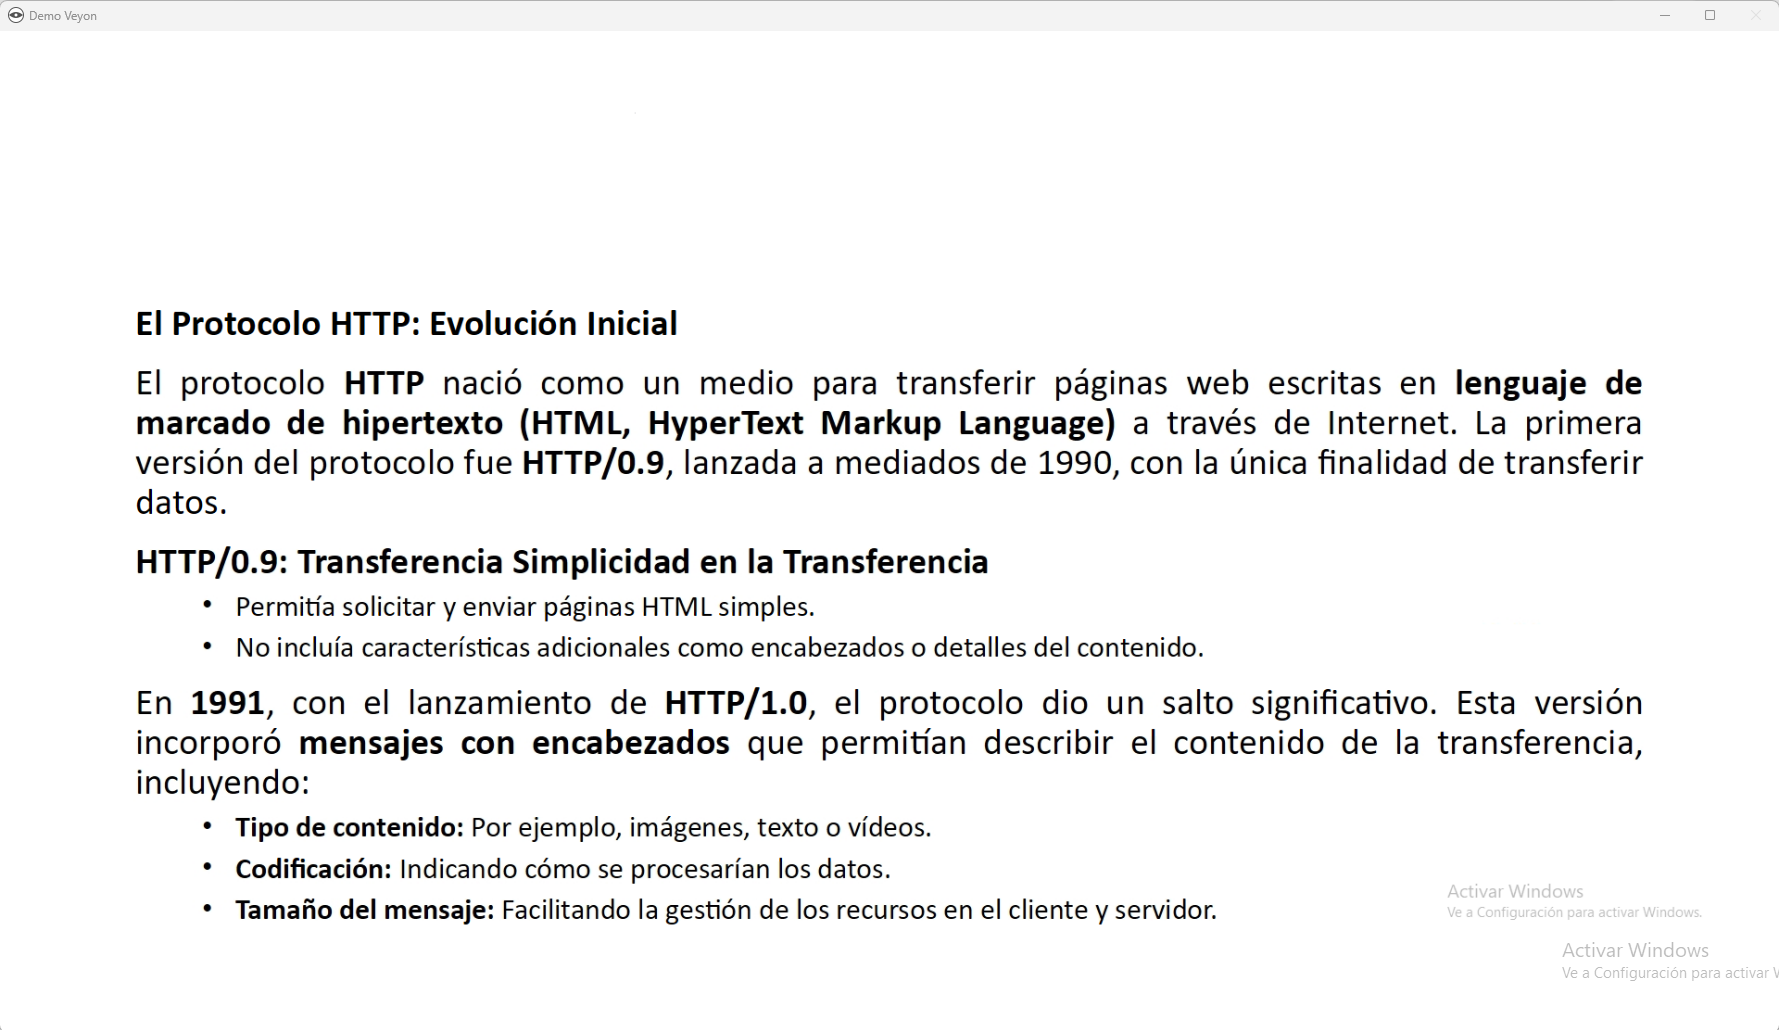 Demo Veyon
El Protocolo HTTP: Evolución Inicial
El protocolo HTTP nació como un medio para transferir páginas web escritas en lenguaje de
marcado de hipertexto (HTML, HyperText Markup Language) a través de Internet. La primera
versión del protocolo fue HTTP/0.9, lanzada a mediados de 1990, con la única finalidad de transferir
datos.
HTTP/0.9: Transferencia Simplicidad en la Transferencia
• Permitía solicitar y enviar páginas HTML simples.
• No incluía características adicionales como encabezados o detalles del contenido.
En 1991, con el lanzamiento de HTTP/1.0, el protocolo dio un salto significativo. Esta versión
incorporó mensajes con encabezados que permitían describir el contenido de la transferencia,
incluyendo:
• Tipo de contenido: Por ejemplo, imágenes, texto o vídeos.
• Codificación: Indicando cómo se procesarían los datos.
• Tamaño del mensaje: Facilitando la gestión de los recursos en el cliente y servidor.
Activar Windows
Ve a Configuración para activar Windows.
Activar Windows
Ve a Configuración para activar